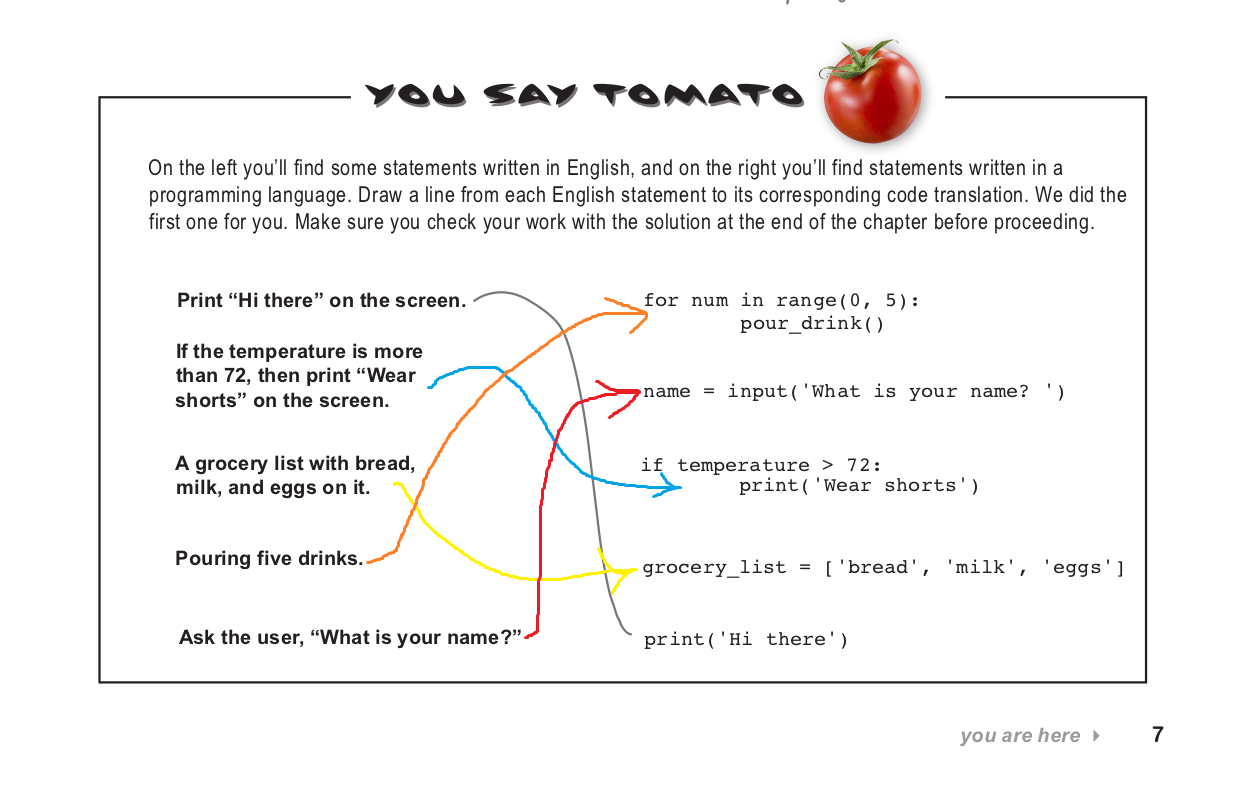 YOU SAY TOMATO
On the left you’ll find some statements written in English, and on the right you’ll find statements written in a
programming language. Draw a line from each English statement to its corresponding code translation. We did the
first one for you. Make sure you check your work with the solution at the end of the chapter before proceeding.
Print “Hi there” on the screen.
If the temperature is more
than 72, then print “Wear
shorts” on the screen.
A grocery list with bread,
milk, and eggs on it.
Pouring five drinks.
Ask the user, “What is your name?”
for num in range(0, 5):
pour_drink()
name = input('What is your name? ')
if temperature > 72:
print('Wear shorts')
grocery_list = ['bread', 'milk', 'eggs']
print('Hi there')
you are here 7